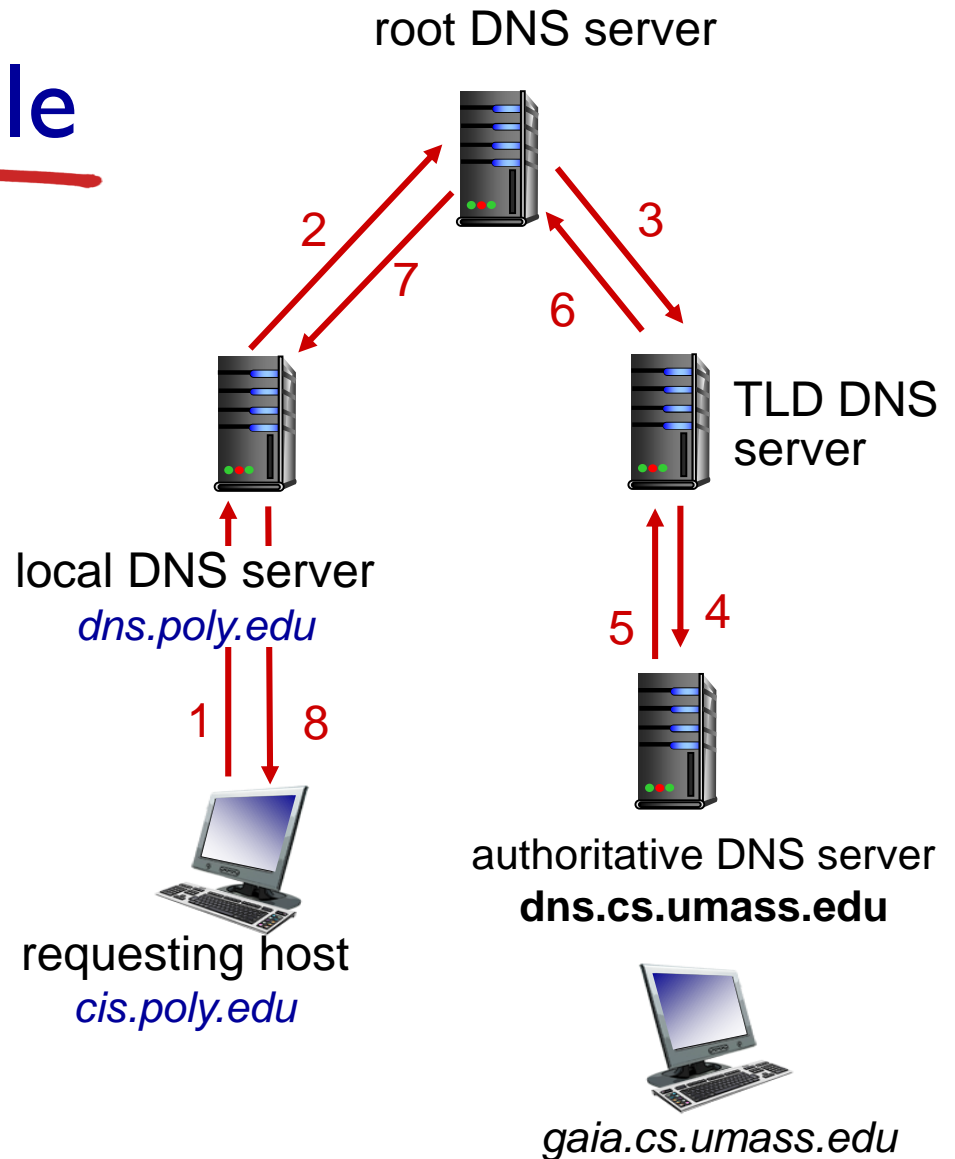 root DNS server
le
2
3
7
6
TLD DNS
server
local DNS server
dns.poly.edu
5
4
1
8
authoritative DNS server
dns.cs.umass.edu
requesting host
cis.poly.edu
gaia.cs.umass.edu